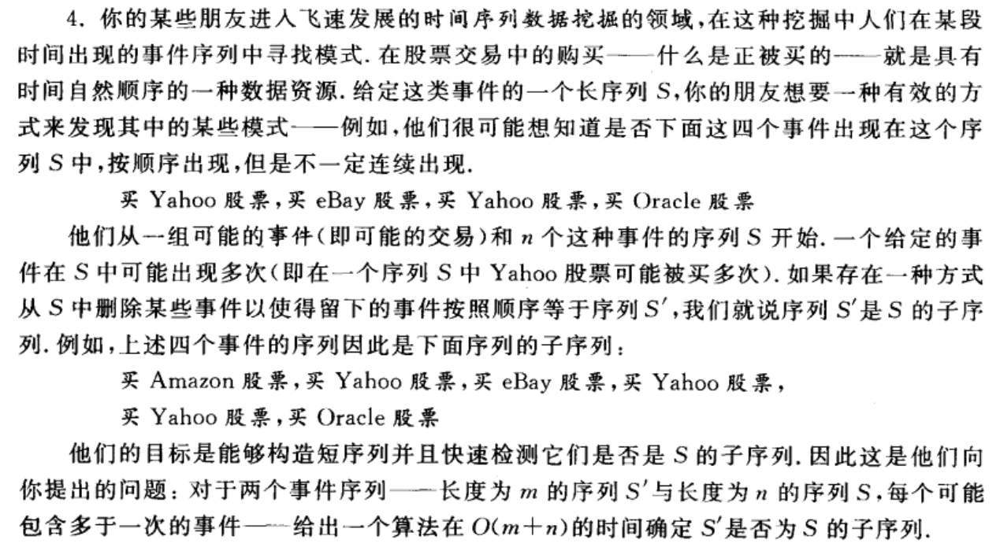 4. 你的某些朋友进入飞速发展的时间序列数据挖掘的领域,在这种挖掘中人们在某段
时间出现的事件序列中寻找模式. 在股票交易中的购买——什么是正被买的——就是具有
时间自然顺序的一种数据资源. 给定这类事件的一个长序列 S,你的朋友想要一种有效的方
式来发现其中的某些模式——例如,他们很可能想知道是否下面这四个事件出现在这个序
列 S 中,按顺序出现,但是不一定连续出现.
买 Yahoo 股票,买 eBay 股票,买 Yahoo 股票,买 Oracle 股票
他们从一组可能的事件(即可能的交易)和 n 个这种事件的序列 S 开始. 一个给定的事
件在 S 中可能出现多次(即在一个序列 S 中 Yahoo 股票可能被买多次). 如果存在一种方式
从 S 中删除某些事件以使得留下的事件按照顺序等于序列 S′,我们就说序列 S′是 S 的子序
列. 例如,上述四个事件的序列因此是下面序列的子序列:
买 Amazon 股票,买 Yahoo 股票,买 eBay 股票,买 Yahoo 股票,
买 Yahoo 股票,买 Oracle 股票
他们的目标是能够构造短序列并且快速检测它们是否是 S 的子序列. 因此这是他们向
你提出的问题: 对于两个事件序列——长度为 m 的序列 S′与长度为 n 的序列 S,每个可能
包含多于一次的事件——给出一个算法在 O(m+n)的时间确定 S′是否为 S 的子序列.